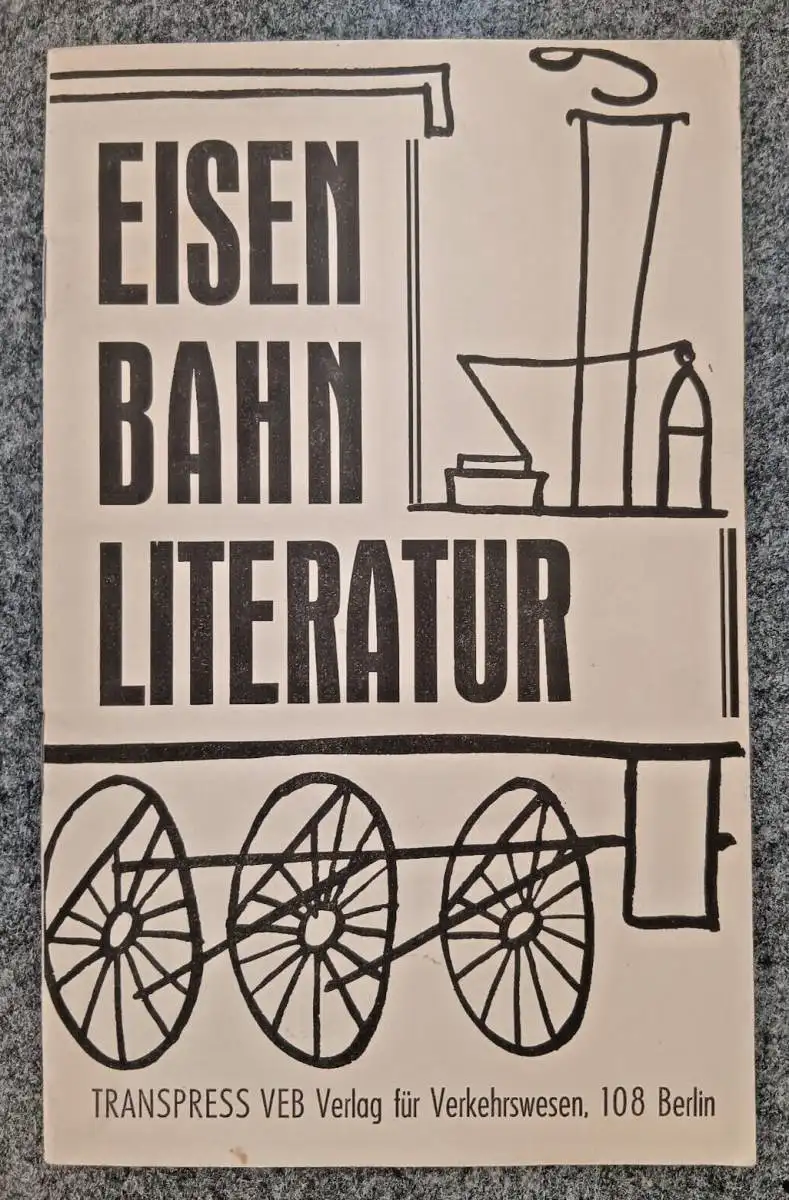 EISEN
BAHN
LITERATUR
TRANSPRESS VEB Verlag für Verkehrswesen, 108 Berlin